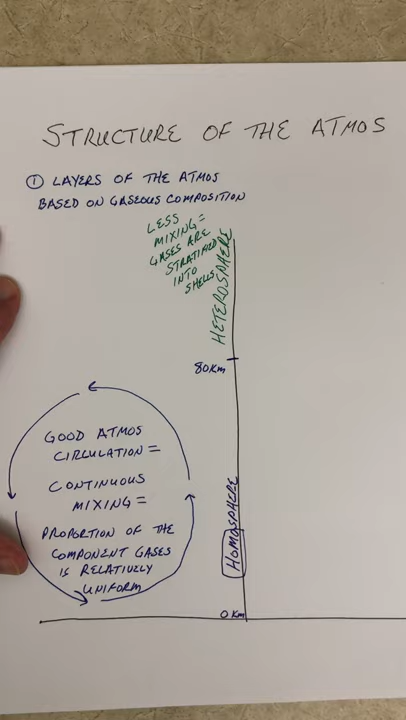 STRUCTURE OF THE ATMOS
① LAYERS OF THE ATMOS
BASED ON GASEOUS COMPOSITION
LESS
MIXING =
GASES ARE
STRATIFIED
INTO
SHELLS
HETEROSPHERE
80Km
GOOD ATMOS
CIRCULATION =
CONTINUOUS
MIXING =
PROPORTION OF THE
COMPONENT GASES
IS RELATIVELY
UNIFORM
HOMOSPHERE
0 Km